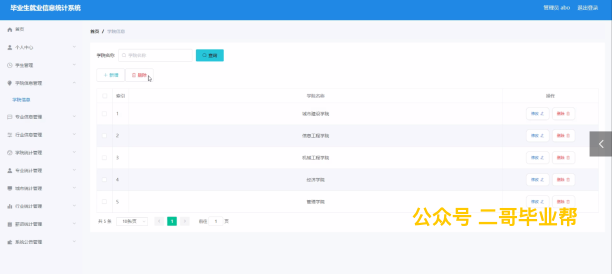 毕业生就业信息统计系统
管理员 abo 退出登录
首页
首页 / 学院信息
个人中心
学院名称 学院名称 查询
学生管理
+ 新增 删除
学院信息管理
索引 学院名称 操作
学院信息
1 城市建设学院 修改 删除
专业信息管理
2 信息工程学院 修改 删除
行业信息管理
3 机械工程学院 修改 删除
学院统计管理
4 经济学院 修改 删除
专业统计管理
5 管理学院 修改 删除
城市统计管理
共 5 条 10条/页 < 1 > 前往 1 页
行业统计管理
薪资统计管理
系统公告管理
公众号 二哥毕业帮